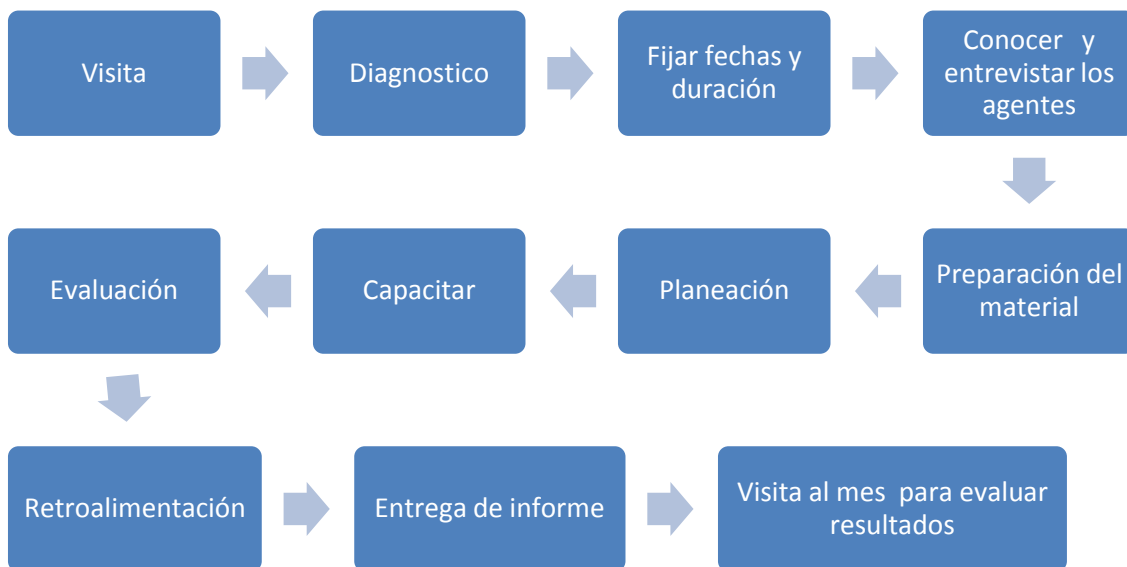 Visita
Diagnostico
Fijar fechas y
duración
Conocer y
entrevistar los
agentes
Preparación del
material
Planeación
Capacitar
Evaluación
Retroalimentación
Entrega de informe
Visita al mes para evaluar
resultados